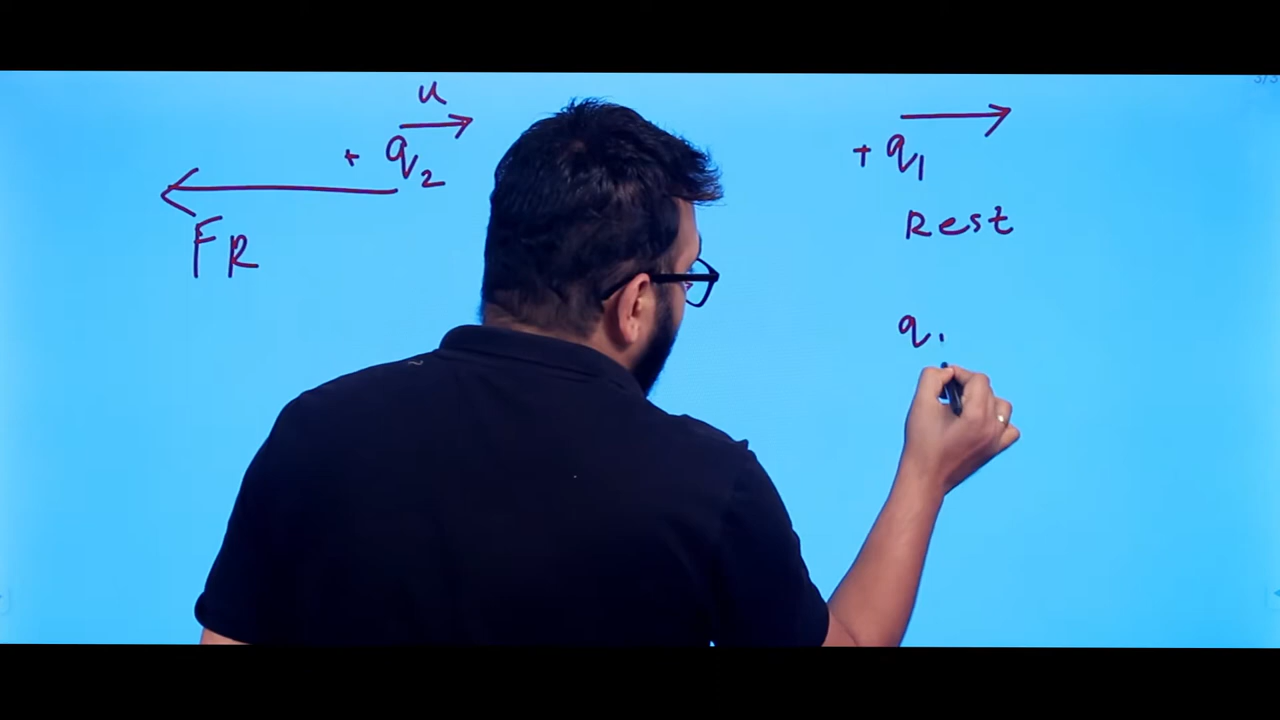 u
+ q2
+ q1
FR
Rest
q.